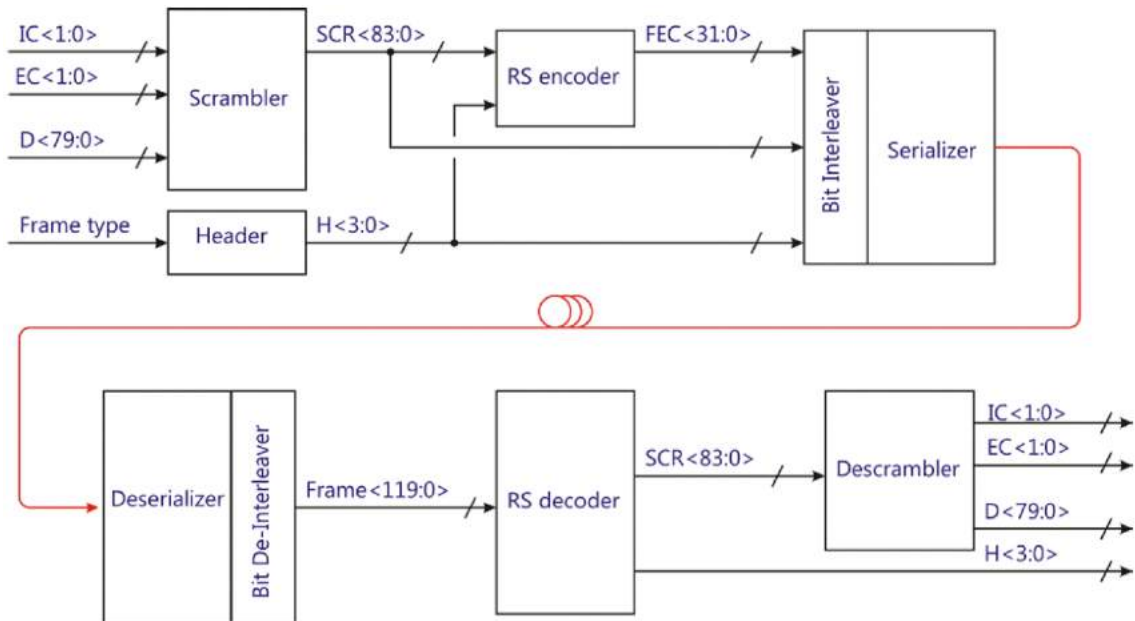 IC<1:0>
EC<1:0>
D<79:0>
Frame type
Scrambler
Header
SCR<83:0>
H<3:0>
RS encoder
FEC<31:0>
Bit Interleaver
Serializer
Deserializer
Bit De-Interleaver
Frame<119:0>
RS decoder
SCR<83:0>
Descrambler
IC<1:0>
EC<1:0>
D<79:0>
H<3:0>